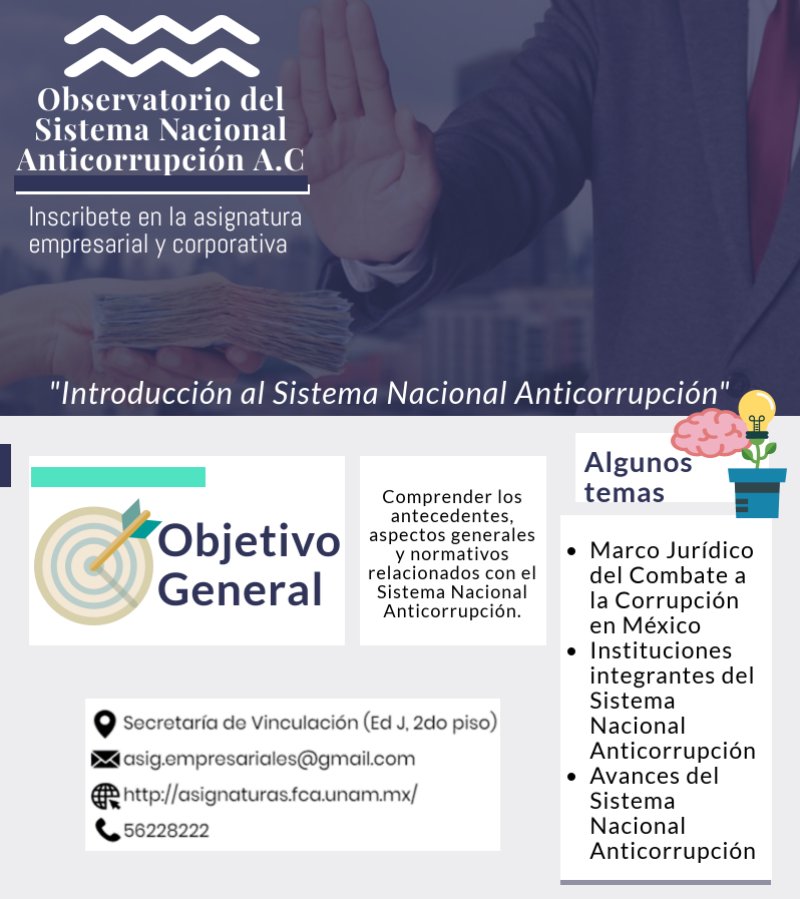 Observatorio del
Sistema Nacional
Anticorrupción A.C
Inscribete en la asignatura
empresarial y corporativa
"Introducción al Sistema Nacional Anticorrupción"
Objetivo
General
Comprender los
antecedentes,
aspectos generales
y normativos
relacionados con el
Sistema Nacional
Anticorrupción.
Algunos
temas
• Marco Jurídico
del Combate a
la Corrupción
en México
• Instituciones
integrantes del
Sistema
Nacional
Anticorrupción
• Avances del
Sistema
Nacional
Anticorrupción
Secretaría de Vinculación (Ed J, 2do piso)
asig.empresariales@gmail.com
http://asignaturas.fca.unam.mx/
56228222